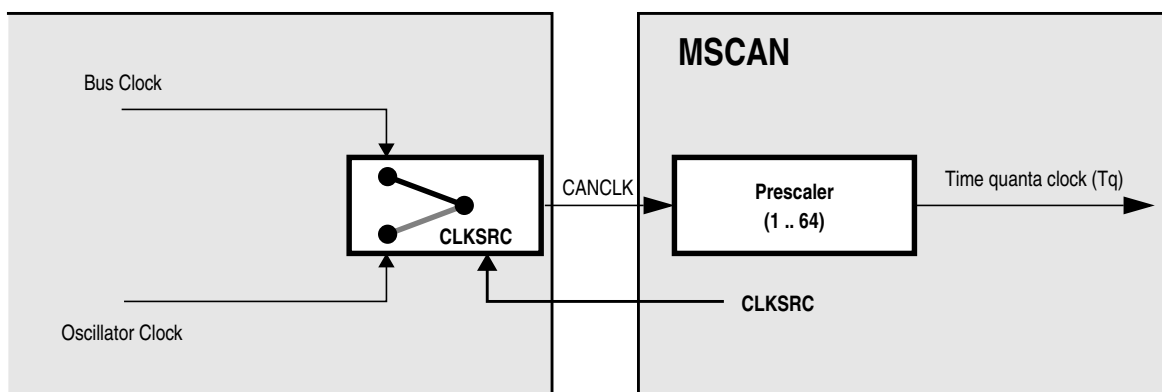 MSCAN
Bus Clock
CANCLK
Prescaler
(1 .. 64)
Time quanta clock (Tq)
CLKSRC
CLKSRC
Oscillator Clock